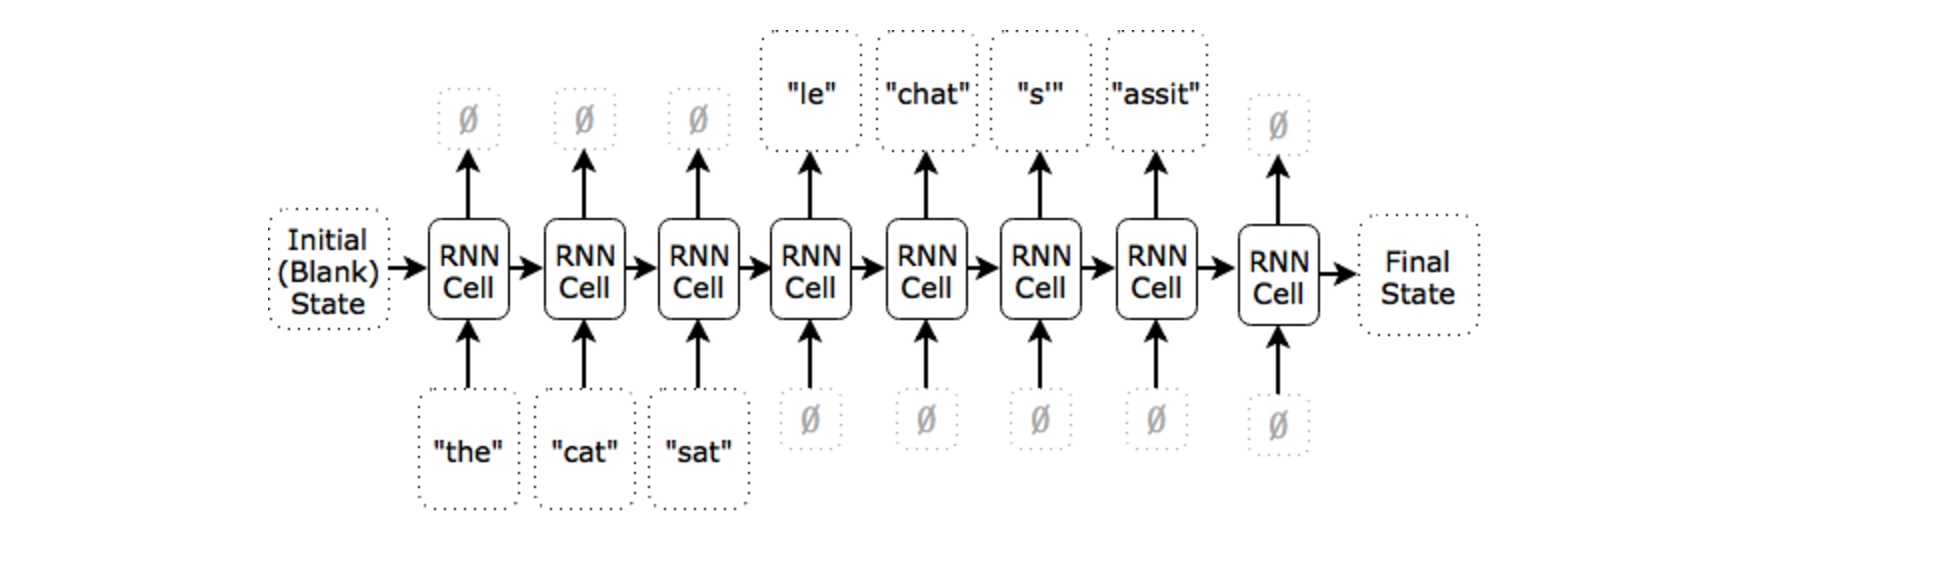 "le" "chat" "s'" "assit"
Ø Ø Ø Ø
Initial
(Blank)
State
RNN
Cell
RNN
Cell
RNN
Cell
RNN
Cell
RNN
Cell
RNN
Cell
RNN
Cell
RNN
Cell
Final
State
Ø Ø Ø Ø Ø
"the" "cat" "sat"